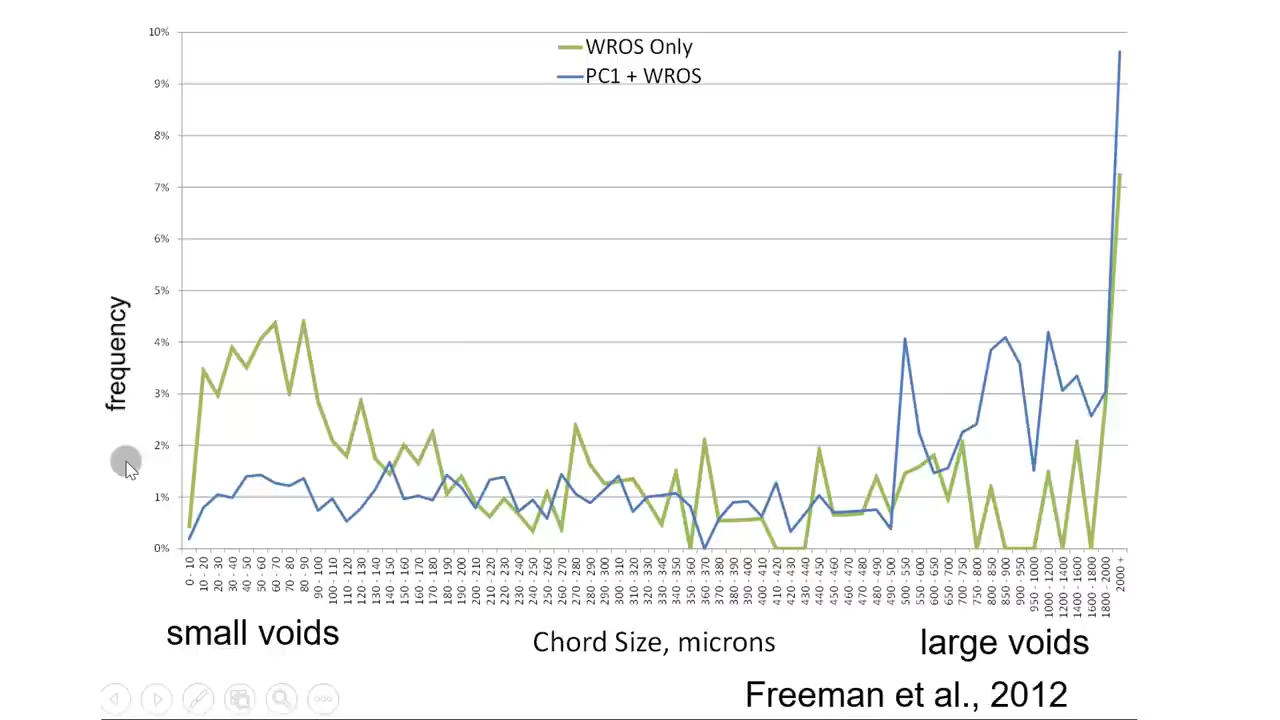 10%
WROS Only
PC1 + WROS
9%
8%
7%
6%
5%
4%
3%
2%
1%
0%
frequency
0 - 10
10 - 20
20 - 30
30 - 40
40 - 50
50 - 60
60 - 70
70 - 80
80 - 90
90 - 100
100 - 110
110 - 120
120 - 130
130 - 140
140 - 150
150 - 160
160 - 170
170 - 180
180 - 190
190 - 200
200 - 210
210 - 220
220 - 230
230 - 240
240 - 250
250 - 260
260 - 270
270 - 280
280 - 290
290 - 300
300 - 310
310 - 320
320 - 330
330 - 340
340 - 350
350 - 360
360 - 370
370 - 380
380 - 390
390 - 400
400 - 410
410 - 420
420 - 430
430 - 440
440 - 450
450 - 460
460 - 470
470 - 480
480 - 490
490 - 500
500 - 550
550 - 600
600 - 650
650 - 700
700 - 750
750 - 800
800 - 850
850 - 900
900 - 950
950 - 1000
1000 - 1200
1200 - 1400
1400 - 1600
1600 - 1800
1800 - 2000
2000 +
small voids
Chord Size, microns
large voids
Freeman et al., 2012